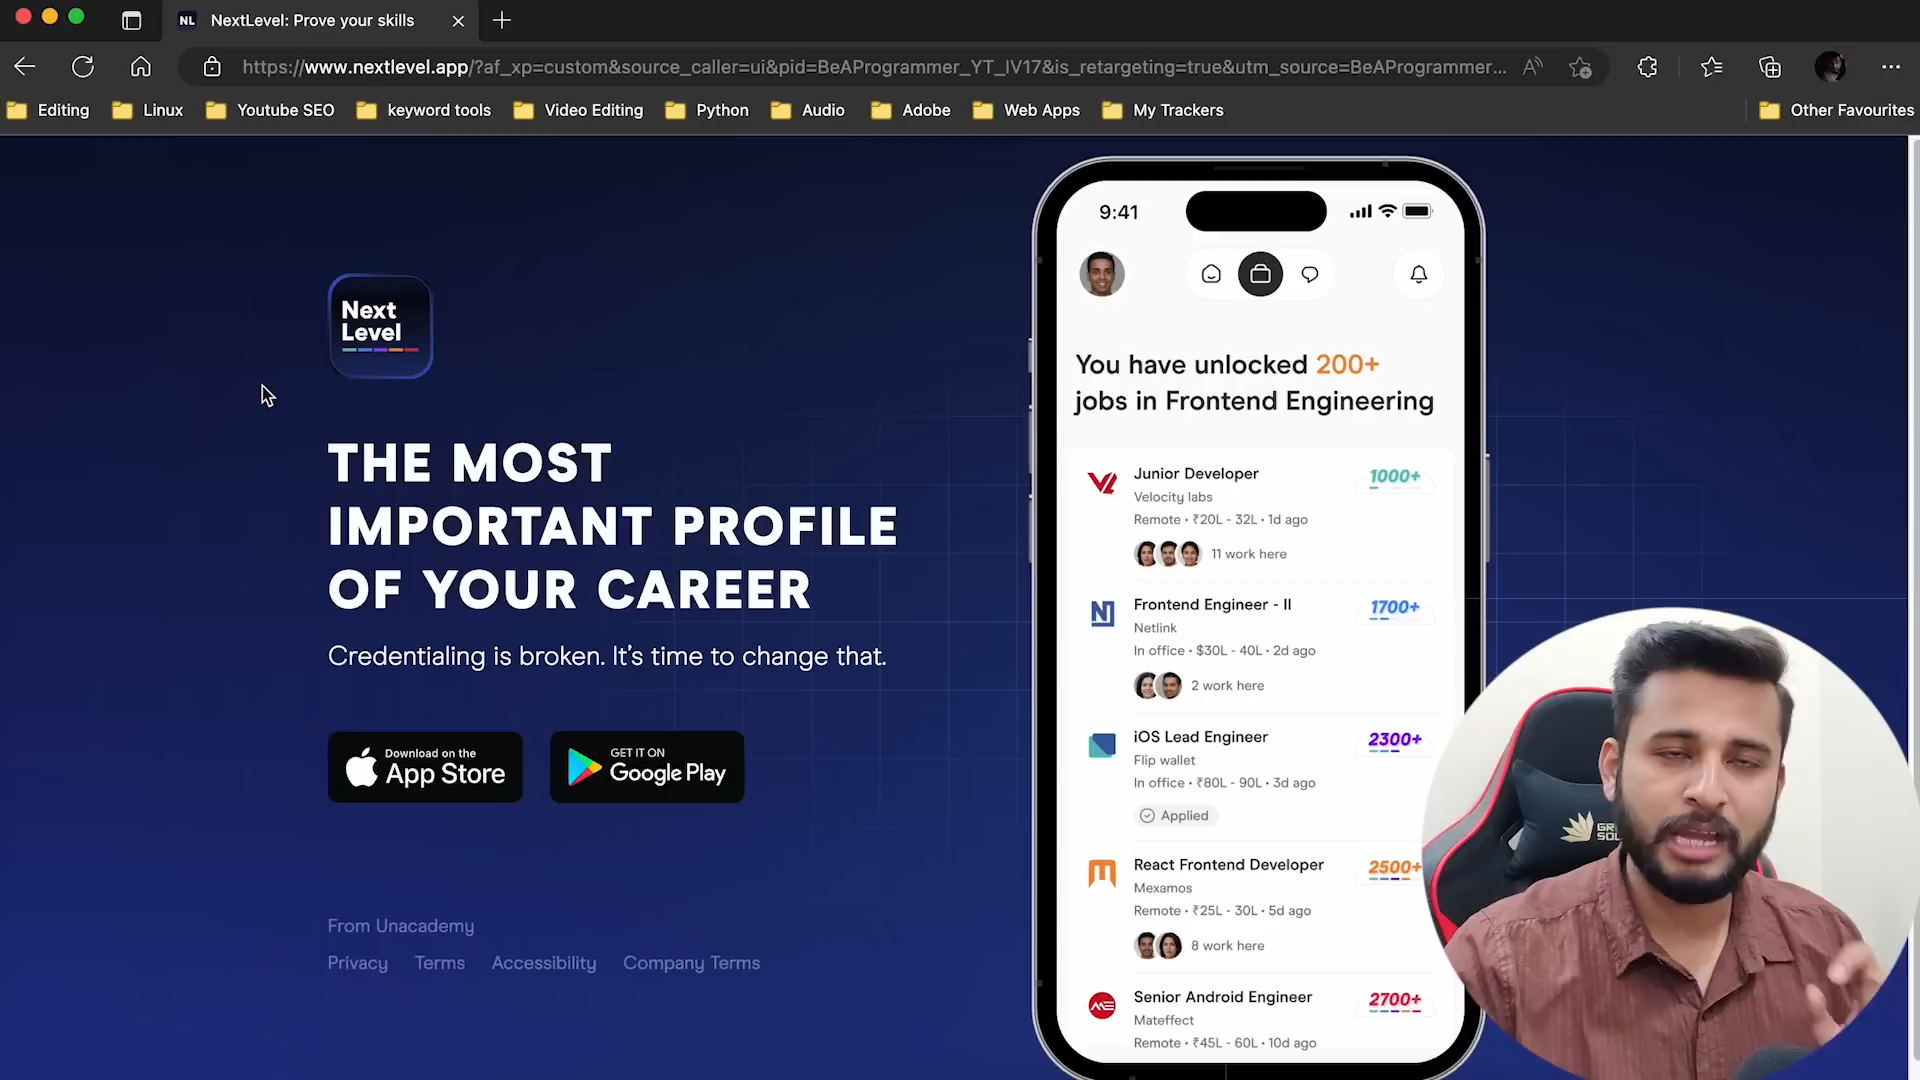 NL NextLevel: Prove your skills
https://www.nextlevel.app/?af_xp=custom&source_caller=ui&pid=BeAProgrammer_YT_IV17&is_retargeting=true&utm_source=BeAProgrammer...
Editing Linux Youtube SEO keyword tools Video Editing Python Audio Adobe Web Apps My Trackers Other Favourites
Next
Level
THE MOST
IMPORTANT PROFILE
OF YOUR CAREER
Credentialing is broken. It's time to change that.
Download on the
App Store
GET IT ON
Google Play
From Unacademy
Privacy Terms Accessibility Company Terms
9:41
You have unlocked 200+
jobs in Frontend Engineering
Junior Developer 1000+
Velocity labs
Remote • ₹20L - 32L • 1d ago
11 work here
Frontend Engineer - II 1700+
Netlink
In office • $30L - 40L • 2d ago
2 work here
iOS Lead Engineer 2300+
Flip wallet
In office • ₹80L - 90L • 3d ago
Applied
React Frontend Developer 2500+
Mexamos
Remote • ₹25L - 30L • 5d ago
8 work here
Senior Android Engineer 2700+
Mateffect
Remote • ₹45L - 60L • 10d ago